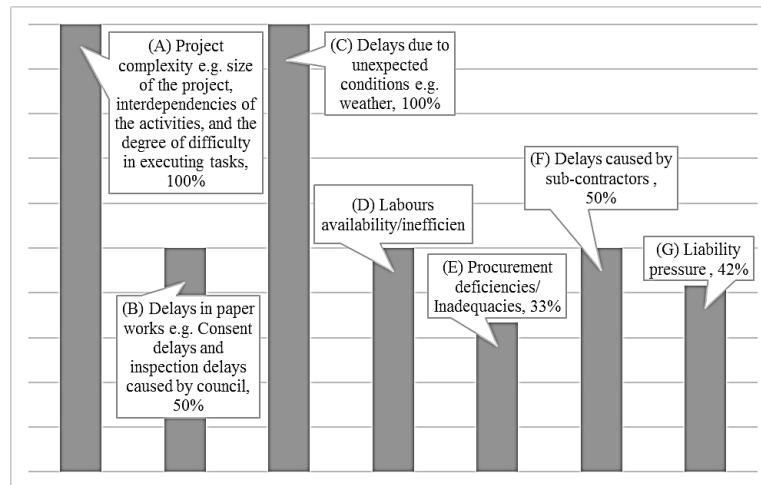 (A) Project
complexity e.g. size
of the project,
interdependencies of
the activities, and the
degree of difficulty
in executing tasks,
100%
(B) Delays in paper
works e.g. Consent
delays and
inspection delays
caused by council,
50%
(C) Delays due to
unexpected
conditions e.g.
weather, 100%
(D) Labours
availability/inefficien
(E) Procurement
deficiencies/
Inadequacies, 33%
(F) Delays caused by
sub-contractors ,
50%
(G) Liability
pressure , 42%